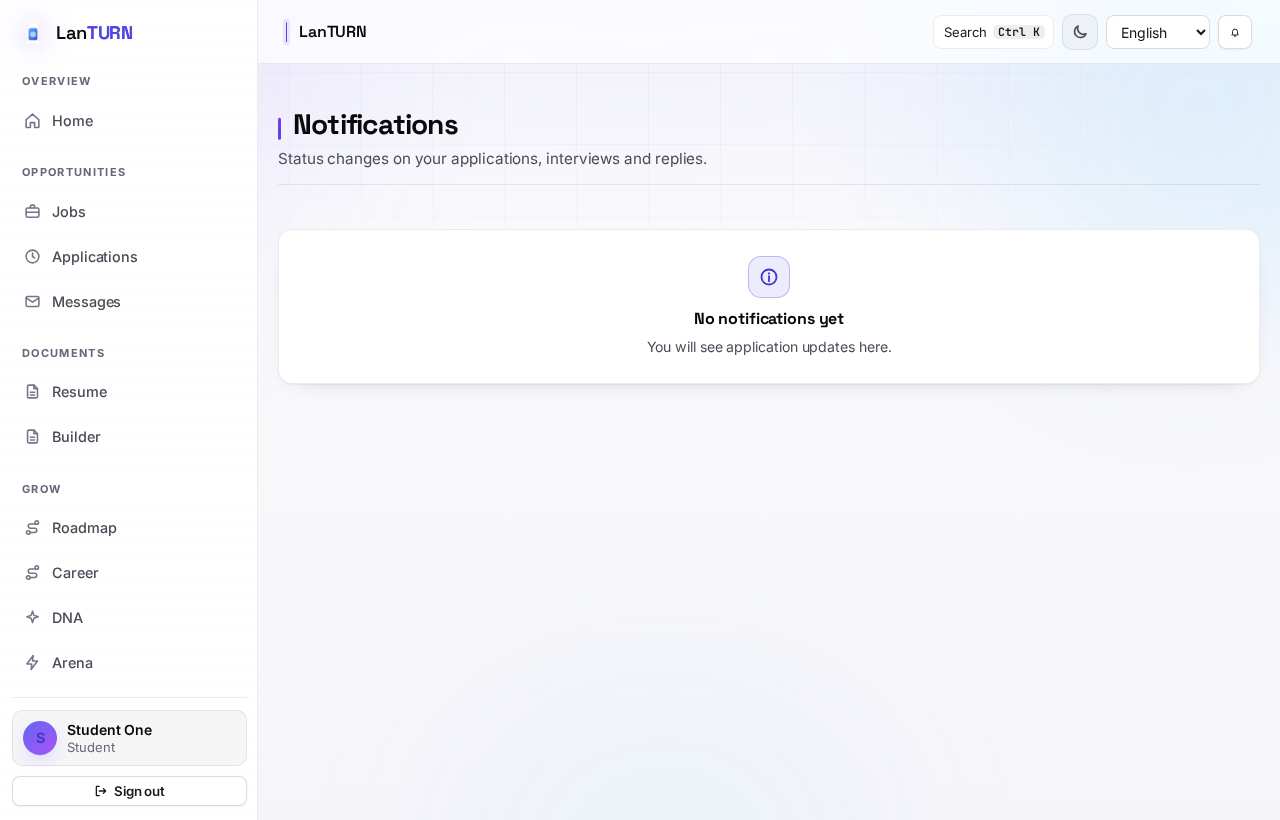 LanTURN
OVERVIEW
Home
OPPORTUNITIES
Jobs
Applications
Messages
DOCUMENTS
Resume
Builder
GROW
Roadmap
Career
DNA
Arena
S
Student One
Student
Sign out
LanTURN
Search Ctrl K
English
Notifications
Status changes on your applications, interviews and replies.
No notifications yet
You will see application updates here.